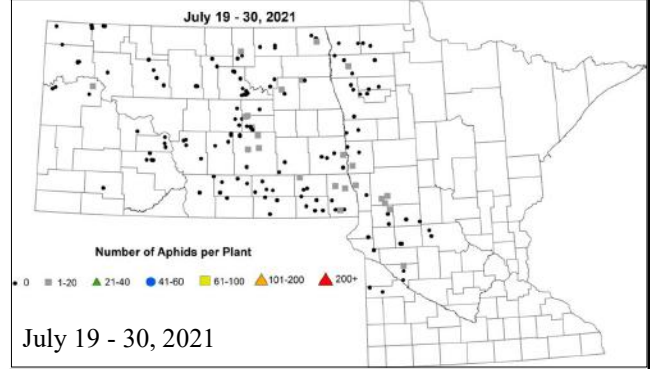 July 19 - 30, 2021
Number of Aphids per Plant
0 1-20 21-40 41-60 61-100 101-200 200+
July 19 - 30, 2021